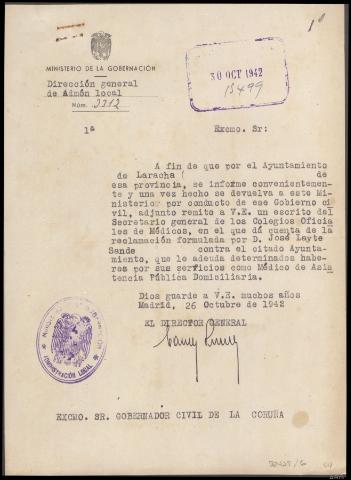 1º
MINISTERIO DE LA GOBERNACIÓN
Dirección general
de Admón local
Núm. 3312
30 OCT 1942
13499
1ª
Excmo. Sr:
A fin de que por el Ayuntamiento
de Laracha( de
esa provincia, se informe convenientemen-
te y una vez hecho se devuelva a este Mi-
nisterio por conducto de ese Gobierno ci-
vil, adjunto remito a V.E. un escrito del
Secretario general de los Colegios Oficia
les de Médicos, en el que dá cuenta de la
reclamación formulada por D. José Layte
Sande contra el citado Ayunta-
miento, que le adeuda determinados habe-
res por sus servicios como Médico de Asis
tencia Pública Domiciliaria.
Dios guarde a V.E. muchos años
Madrid, 26 Octubre de 1942
EL DIRECTOR GENERAL
ADMINISTRACIÓN LOCAL
EXCMO. SR. GOBERNADOR CIVIL DE LA CORUÑA